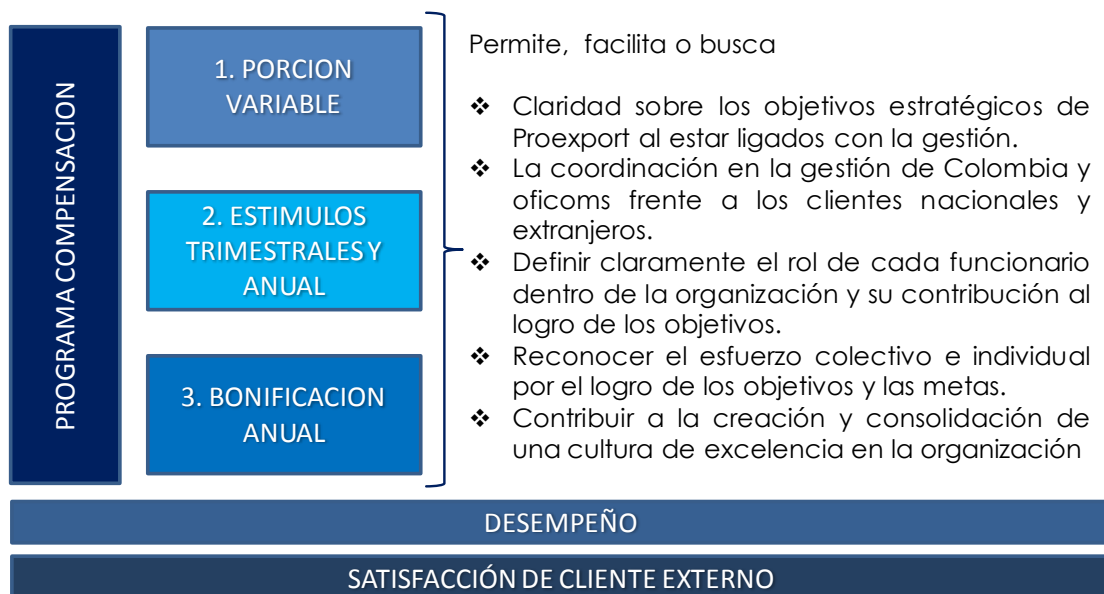 PROGRAMA COMPENSACION
1. PORCION
VARIABLE
2. ESTIMULOS
TRIMESTRALES Y
ANUAL
3. BONIFICACION
ANUAL
Permite, facilita o busca
❖ Claridad sobre los objetivos estratégicos de
Proexport al estar ligados con la gestión.
❖ La coordinación en la gestión de Colombia y
oficoms frente a los clientes nacionales y
extranjeros.
❖ Definir claramente el rol de cada funcionario
dentro de la organización y su contribución al
logro de los objetivos.
❖ Reconocer el esfuerzo colectivo e individual
por el logro de los objetivos y las metas.
❖ Contribuir a la creación y consolidación de
una cultura de excelencia en la organización
DESEMPEÑO
SATISFACCIÓN DE CLIENTE EXTERNO